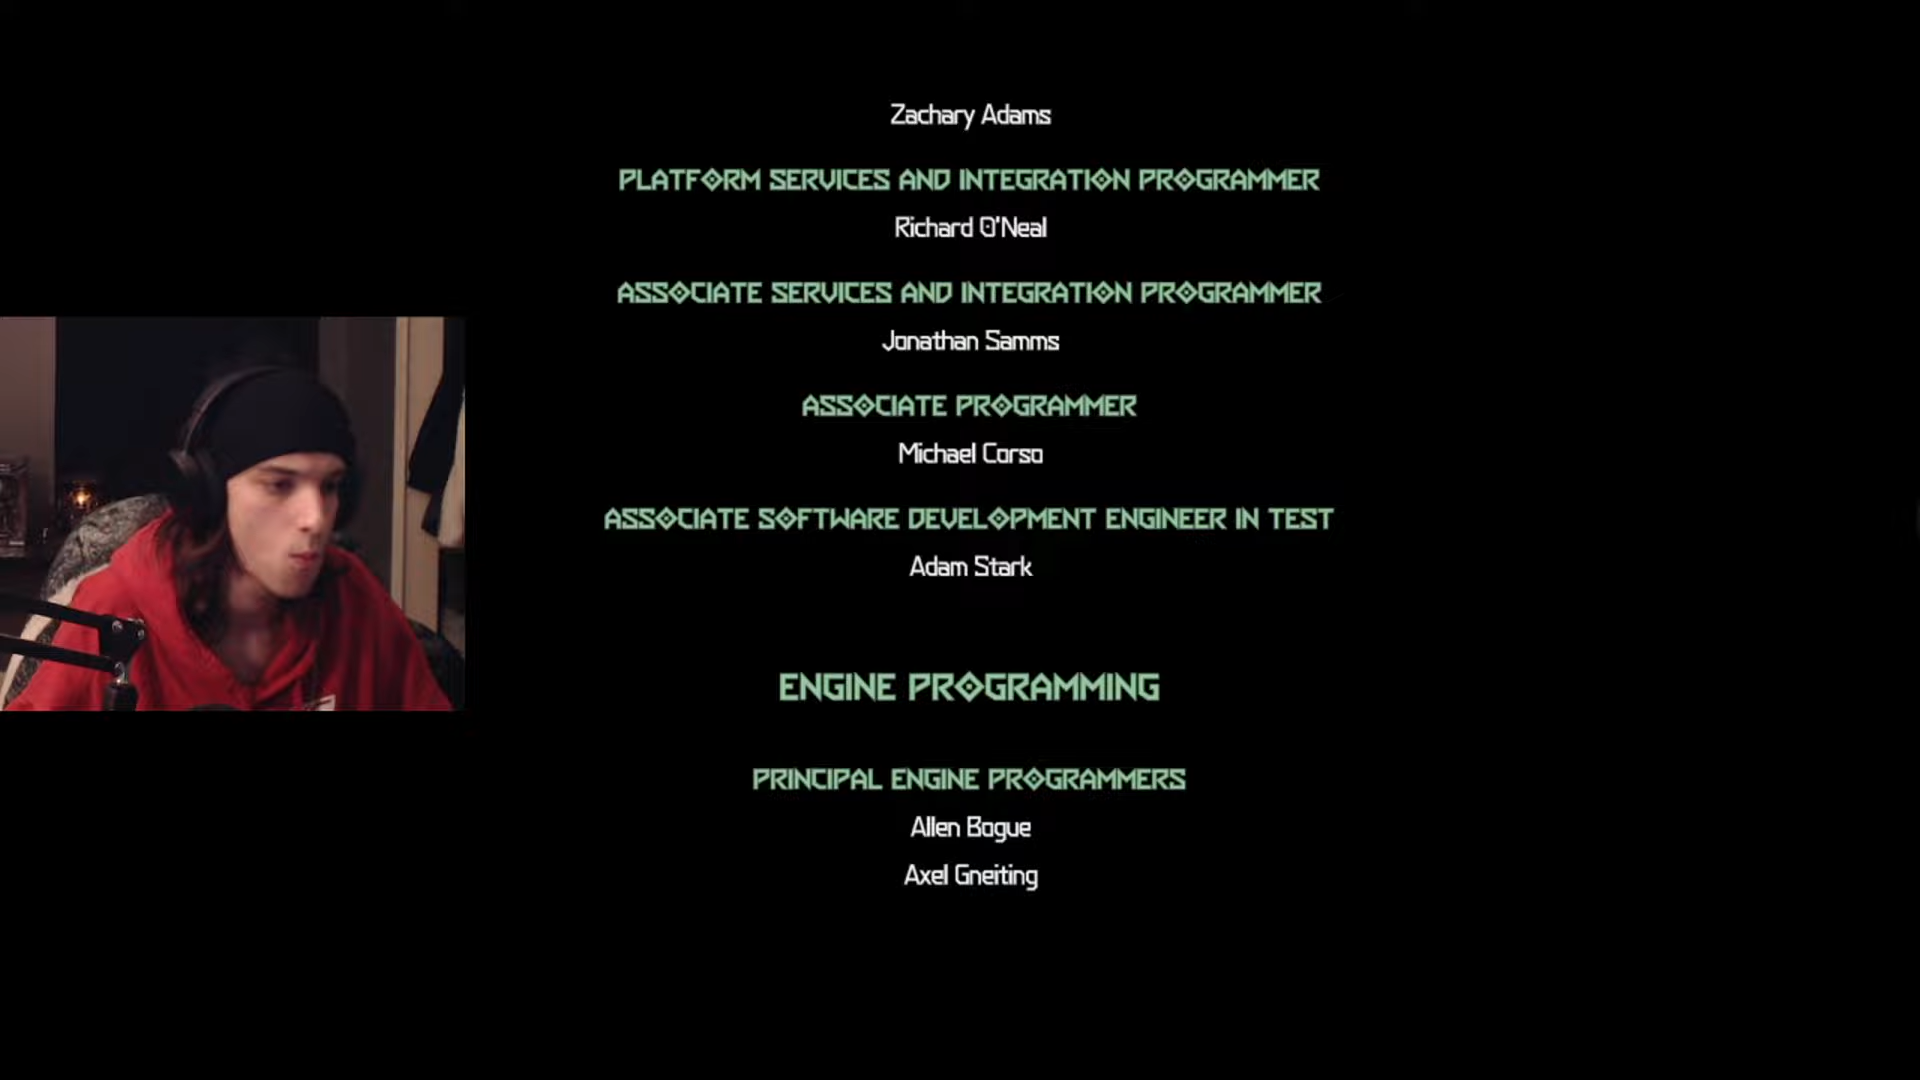 Zachary Adams
PLATFORM SERVICES AND INTEGRATION PROGRAMMER
Richard O'Neal
ASSOCIATE SERVICES AND INTEGRATION PROGRAMMER
Jonathan Samms
ASSOCIATE PROGRAMMER
Michael Corso
ASSOCIATE SOFTWARE DEVELOPMENT ENGINEER IN TEST
Adam Stark
ENGINE PROGRAMMING
PRINCIPAL ENGINE PROGRAMMERS
Allen Bogue
Axel Gneiting